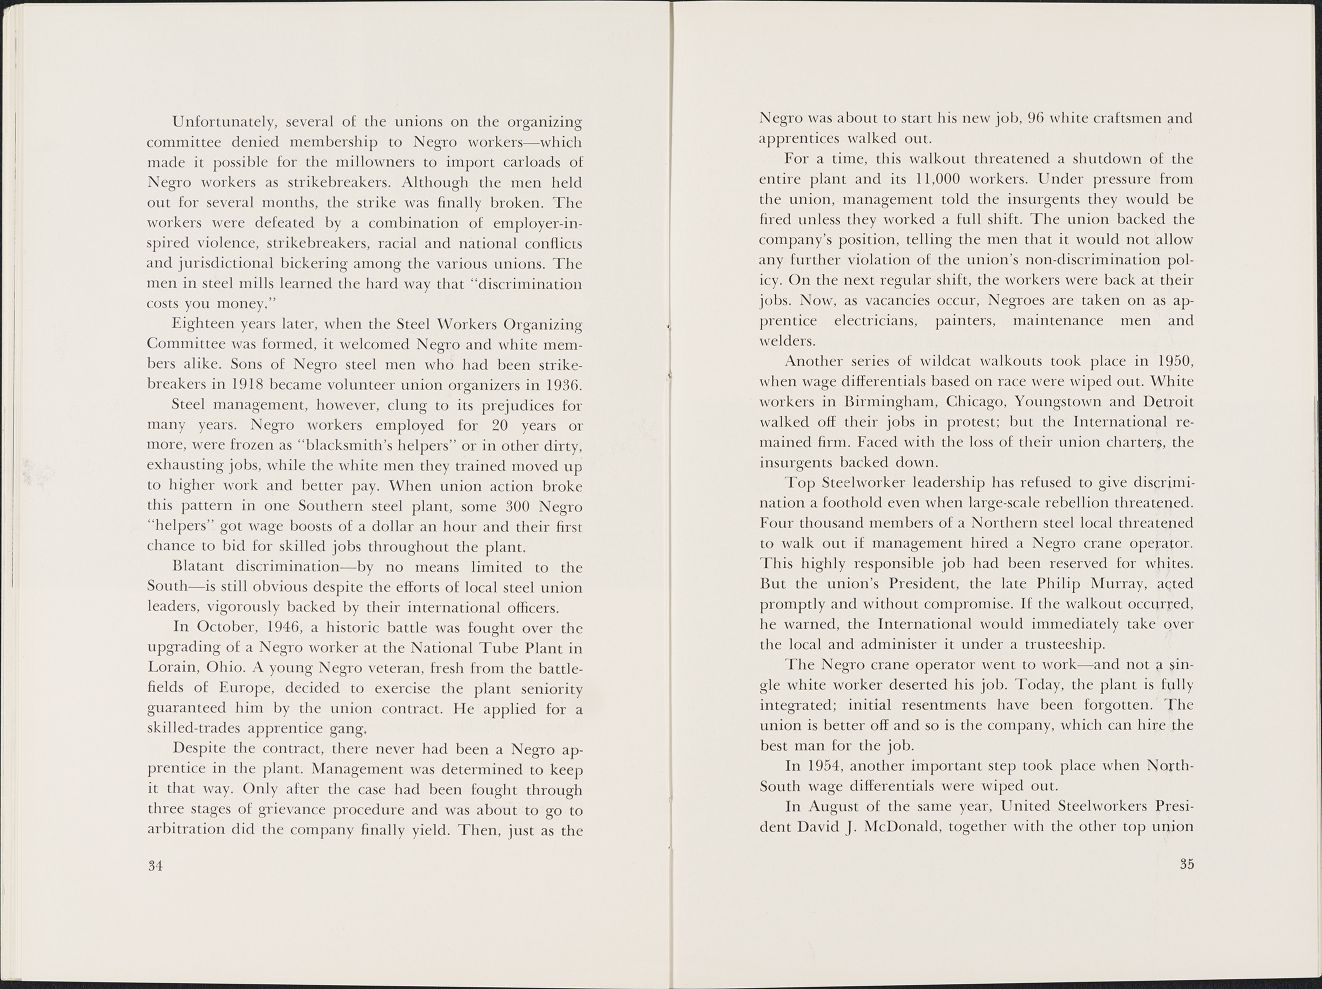 Unfortunately, several of the unions on the organizing
committee denied membership to Negro workers—which
made it possible for the millowners to import carloads of
Negro workers as strikebreakers. Although the men held
out for several months, the strike was finally broken. The
workers were defeated by a combination of employer-in-
spired violence, strikebreakers, racial and national conflicts
and jurisdictional bickering among the various unions. The
men in steel mills learned the hard way that “discrimination
costs you money.”
Eighteen years later, when the Steel Workers Organizing
Committee was formed, it welcomed Negro and white mem-
bers alike. Sons of Negro steel men who had been strike-
breakers in 1918 became volunteer union organizers in 1936.
Steel management, however, clung to its prejudices for
many years. Negro workers employed for 20 years or
more, were frozen as “blacksmith’s helpers” or in other dirty,
exhausting jobs, while the white men they trained moved up
to higher work and better pay. When union action broke
this pattern in one Southern steel plant, some 300 Negro
“helpers” got wage boosts of a dollar an hour and their first
chance to bid for skilled jobs throughout the plant.
Blatant discrimination—by no means limited to the
South—is still obvious despite the efforts of local steel union
leaders, vigorously backed by their international officers.
In October, 1946, a historic battle was fought over the
upgrading of a Negro worker at the National Tube Plant in
Lorain, Ohio. A young Negro veteran, fresh from the battle-
fields of Europe, decided to exercise the plant seniority
guaranteed him by the union contract. He applied for a
skilled-trades apprentice gang.
Despite the contract, there never had been a Negro ap-
prentice in the plant. Management was determined to keep
it that way. Only after the case had been fought through
three stages of grievance procedure and was about to go to
arbitration did the company finally yield. Then, just as the
34
Negro was about to start his new job, 96 white craftsmen and
apprentices walked out.
For a time, this walkout threatened a shutdown of the
entire plant and its 11,000 workers. Under pressure from
the union, management told the insurgents they would be
fired unless they worked a full shift. The union backed the
company’s position, telling the men that it would not allow
any further violation of the union’s non-discrimination pol-
icy. On the next regular shift, the workers were back at their
jobs. Now, as vacancies occur, Negroes are taken on as ap-
prentice electricians, painters, maintenance men and
welders.
Another series of wildcat walkouts took place in 1950,
when wage differentials based on race were wiped out. White
workers in Birmingham, Chicago, Youngstown and Detroit
walked off their jobs in protest; but the International re-
mained firm. Faced with the loss of their union charters, the
insurgents backed down.
Top Steelworker leadership has refused to give discrimi-
nation a foothold even when large-scale rebellion threatened.
Four thousand members of a Northern steel local threatened
to walk out if management hired a Negro crane operator.
This highly responsible job had been reserved for whites.
But the union’s President, the late Philip Murray, acted
promptly and without compromise. If the walkout occurred,
he warned, the International would immediately take over
the local and administer it under a trusteeship.
The Negro crane operator went to work—and not a sin-
gle white worker deserted his job. Today, the plant is fully
integrated; initial resentments have been forgotten. The
union is better off and so is the company, which can hire the
best man for the job.
In 1954, another important step took place when North-
South wage differentials were wiped out.
In August of the same year, United Steelworkers Presi-
dent David J. McDonald, together with the other top union
35